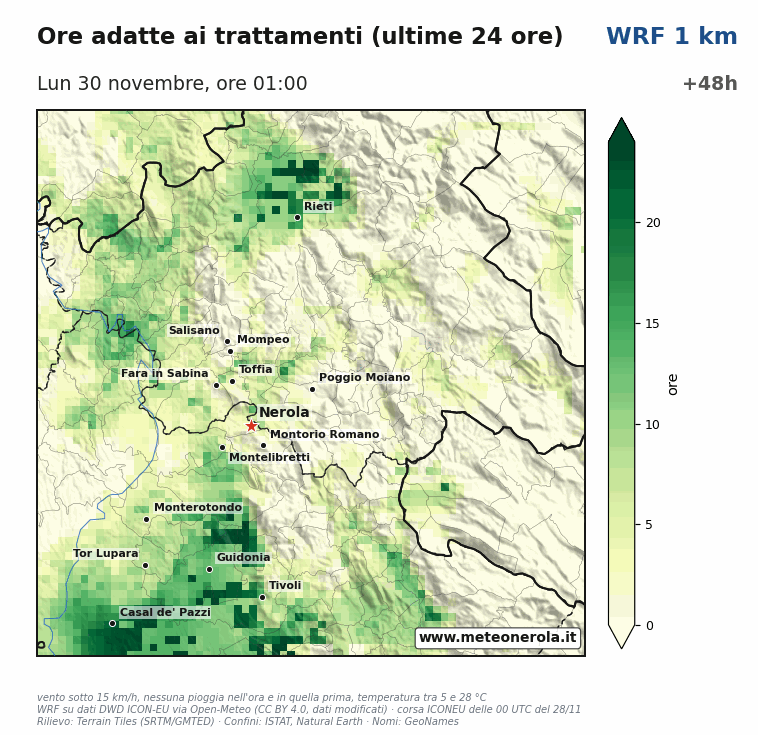 Ore adatte ai trattamenti (ultime 24 ore)
WRF 1 km
Lun 30 novembre, ore 01:00
+48h
Rieti
Salisano
Mompeo
Toffia
Fara in Sabina
Poggio Moiano
Nerola
Montorio Romano
Montelibretti
Monterotondo
Tor Lupara
Guidonia
Tivoli
Casal de' Pazzi
www.meteonerola.it
20
15
10
5
0
ore
vento sotto 15 km/h, nessuna pioggia nell'ora e in quella prima, temperatura tra 5 e 28 °C
WRF su dati DWD ICON-EU via Open-Meteo (CC BY 4.0, dati modificati) · corsa ICONEU delle 00 UTC del 28/11
Rilievo: Terrain Tiles (SRTM/GMTED) · Confini: ISTAT, Natural Earth · Nomi: GeoNames